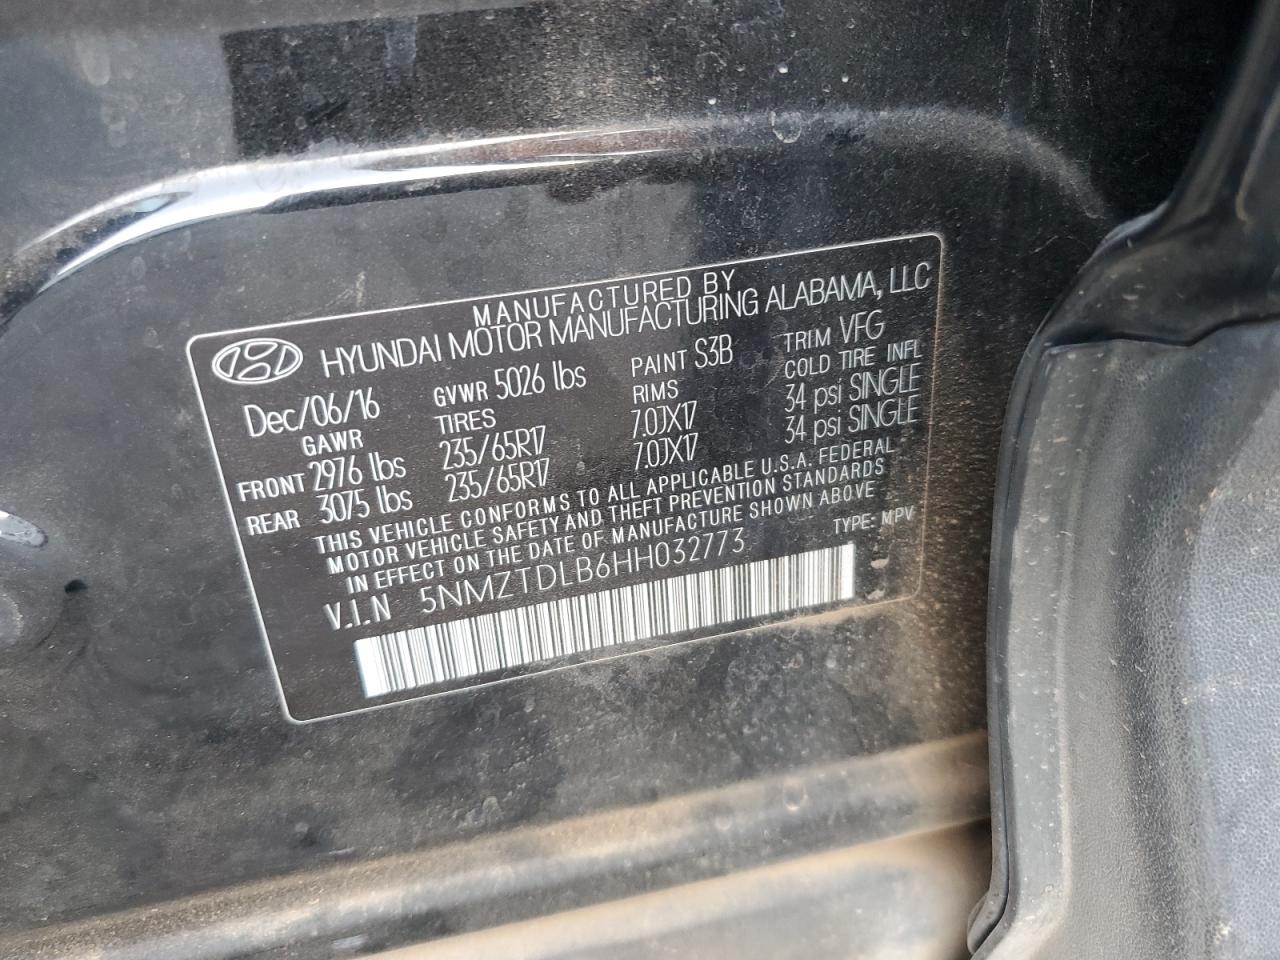 MANUFACTURED BY
HYUNDAI MOTOR MANUFACTURING ALABAMA, LLC
Dec/06/16 GVWR 5026 lbs PAINT S3B TRIM VFG
GAWR TIRES RIMS COLD TIRE INFL
FRONT 2976 lbs 235/65R17 7.0JX17 34 psi SINGLE
REAR 3075 lbs 235/65R17 7.0JX17 34 psi SINGLE
THIS VEHICLE CONFORMS TO ALL APPLICABLE U.S.A. FEDERAL
MOTOR VEHICLE SAFETY AND THEFT PREVENTION STANDARDS
IN EFFECT ON THE DATE OF MANUFACTURE SHOWN ABOVE
V.I.N 5NMZTDLB6HH032773 TYPE: MPV